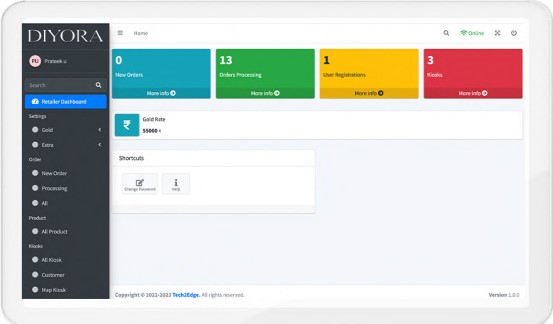 DIYORA
Home
Online
PU Prateek u
Search
Retailer Dashboard
Settings
Gold
Extra
Order
New Order
Processing
All
Product
All Product
Kiosks
All Kiosk
Customer
Map Kiosk
0
New Orders
More info
13
Orders Processing
More info
1
User Registrations
More info
3
Kiosks
More info
₹
Gold Rate
55000 ₹
Shortcuts
Change Password
Help
Copyright © 2022-2023 Tech2Edge. All rights reserved.
Version 1.0.0